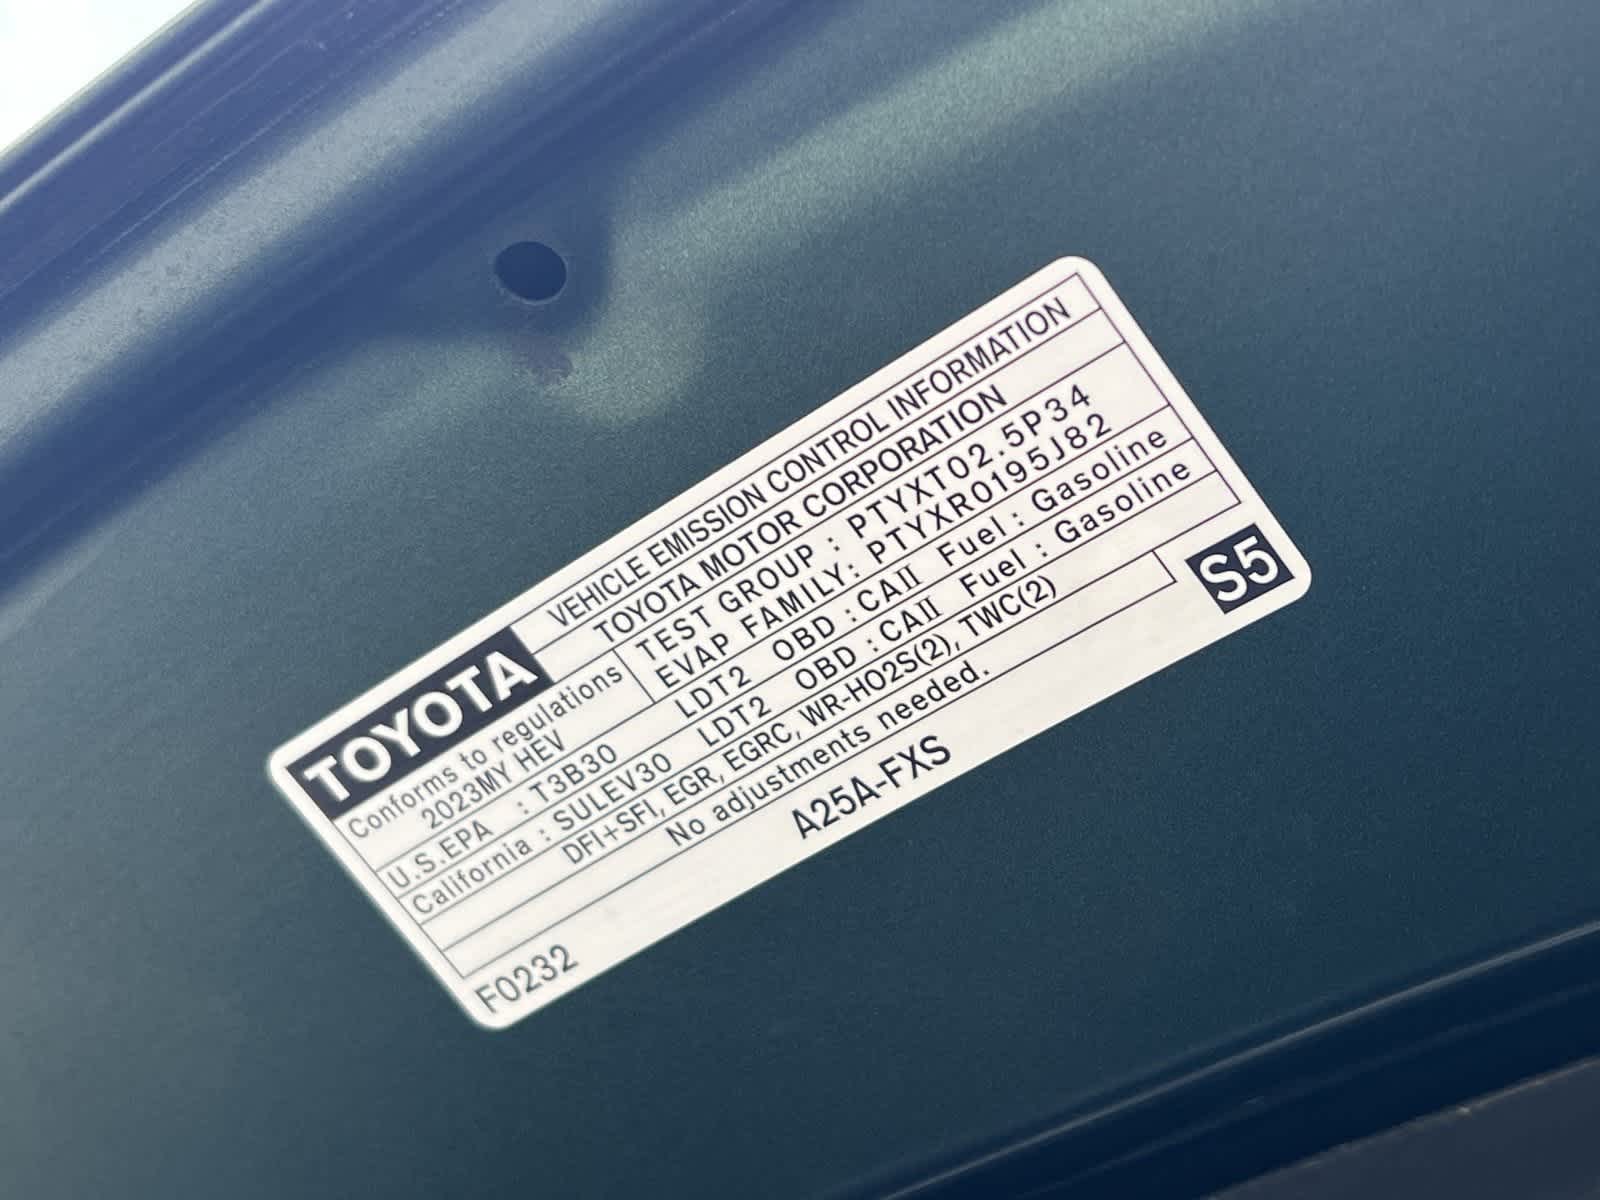 TOYOTA
VEHICLE EMISSION CONTROL INFORMATION
TOYOTA MOTOR CORPORATION
Conforms to regulations
2023MY HEV
TEST GROUP : PTYXT02.5P34
EVAP FAMILY: PTYXR0195J82
U.S.EPA : T3B30 LDT2 OBD : CAII Fuel : Gasoline
California : SULEV30 LDT2 OBD : CAII Fuel : Gasoline
DFI+SFI, EGR, EGRC, WR-HO2S(2), TWC(2)
No adjustments needed.
S5
A25A-FXS
F0232